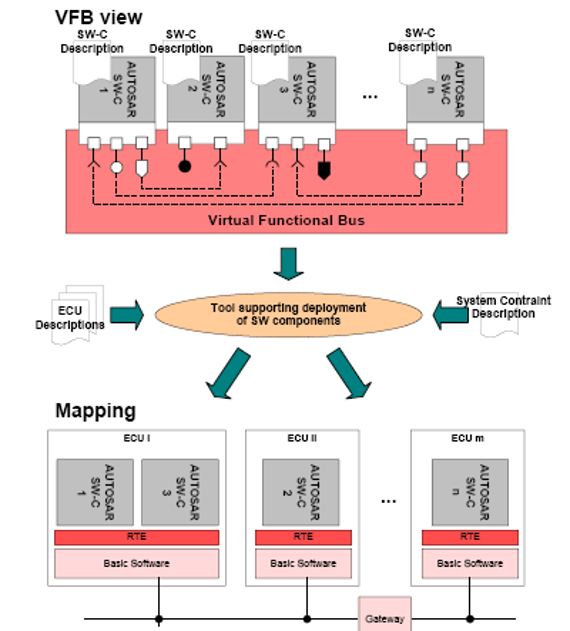 VFB view
SW-C
Description
SW-C
Description
SW-C
Description
SW-C
Description
AUTOSAR
SW-C
1
AUTOSAR
SW-C
2
AUTOSAR
SW-C
3
...
AUTOSAR
SW-C
n
Virtual Functional Bus
ECU
Descriptions
Tool supporting deployment
of SW components
System Contraint
Description
Mapping
ECU I
ECU II
ECU m
AUTOSAR
SW-C
1
AUTOSAR
SW-C
3
AUTOSAR
SW-C
2
...
AUTOSAR
SW-C
n
RTE
RTE
RTE
Basic Software
Basic Software
Basic Software
Gateway